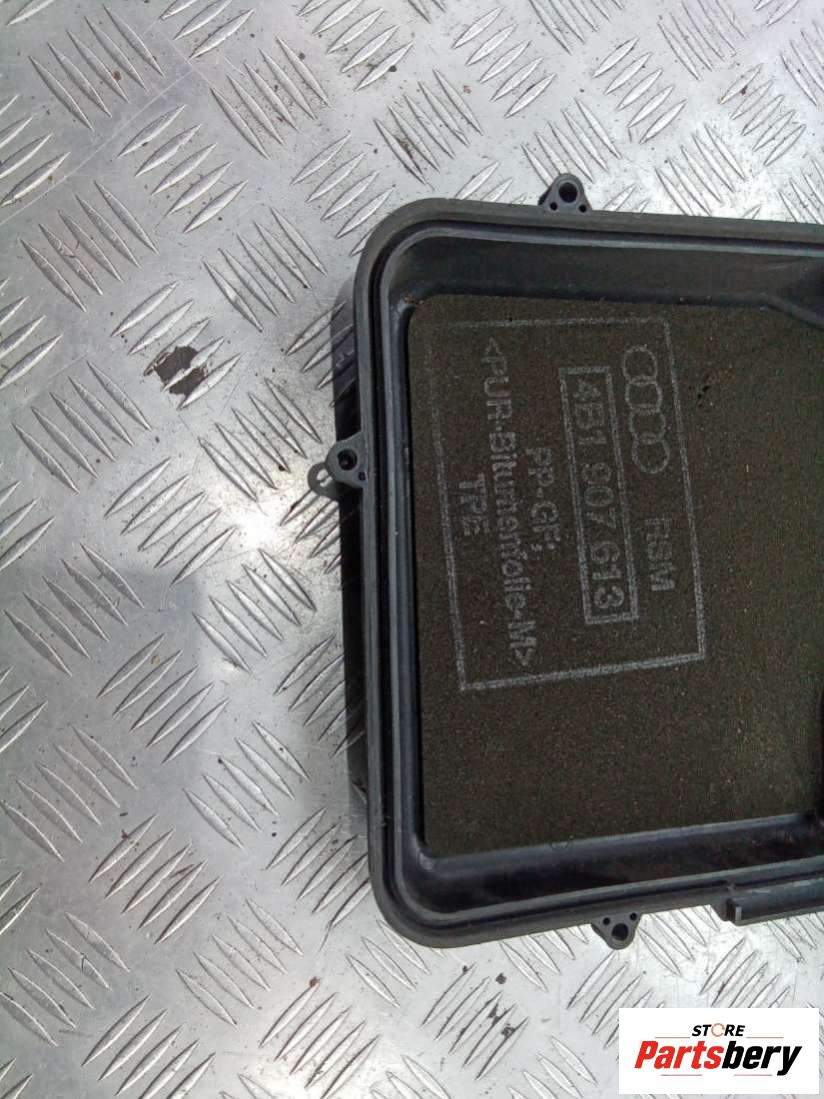 RSM
4B1 907 613
PP-GF;
<PUR-Bitumenfolie-M>
TPE
STORE
Partsbery